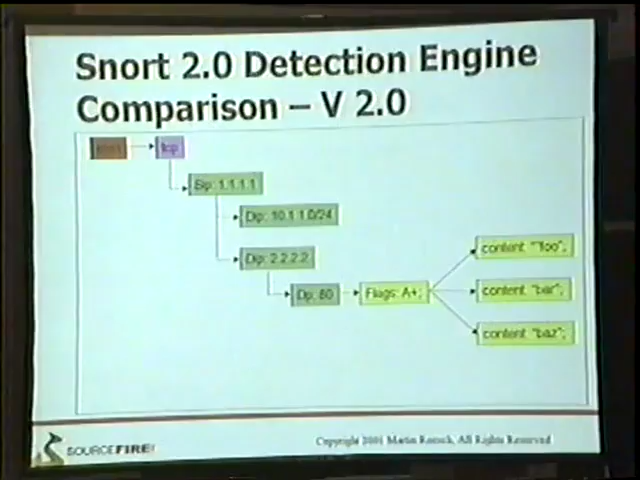 Snort 2.0 Detection Engine
Comparison – V 2.0
tcp
Sip: 1.1.1.1
Dip: 10.1.1.0/24
Dip: 2.2.2.2
Dp: 80
Flags: A+;
content: "foo";
content: "bar";
content: "baz";
SOURCEFIRE
Copyright 2001 Martin Roesch, All Rights Reserved